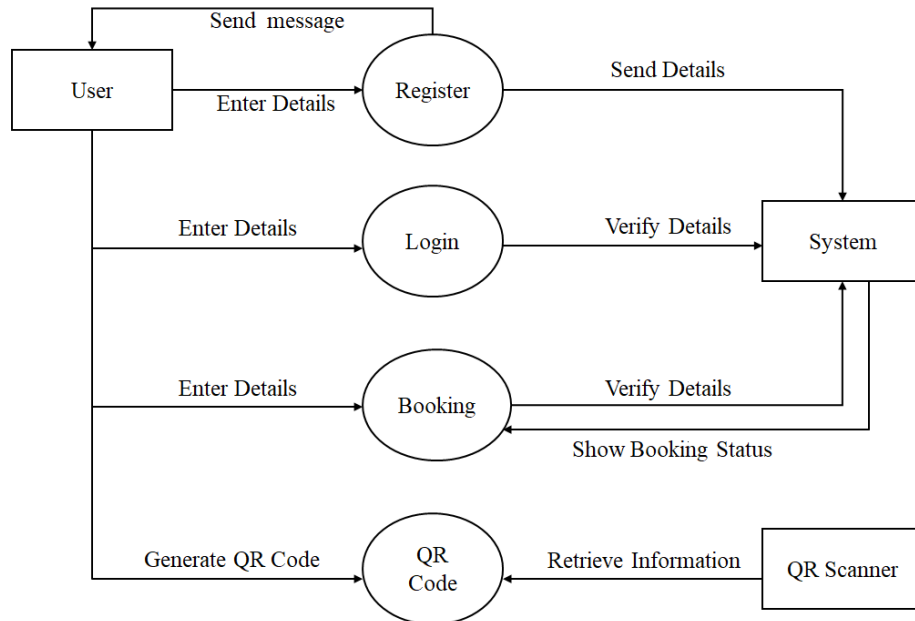 Send message
User
Enter Details
Register
Send Details
Enter Details
Login
Verify Details
System
Enter Details
Booking
Verify Details
Show Booking Status
Generate QR Code
QR
Code
Retrieve Information
QR Scanner